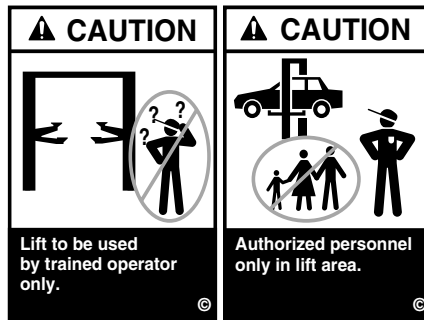 CAUTION
? ? ?
Lift to be used
by trained operator
only.
©
CAUTION
Authorized personnel
only in lift area.
©